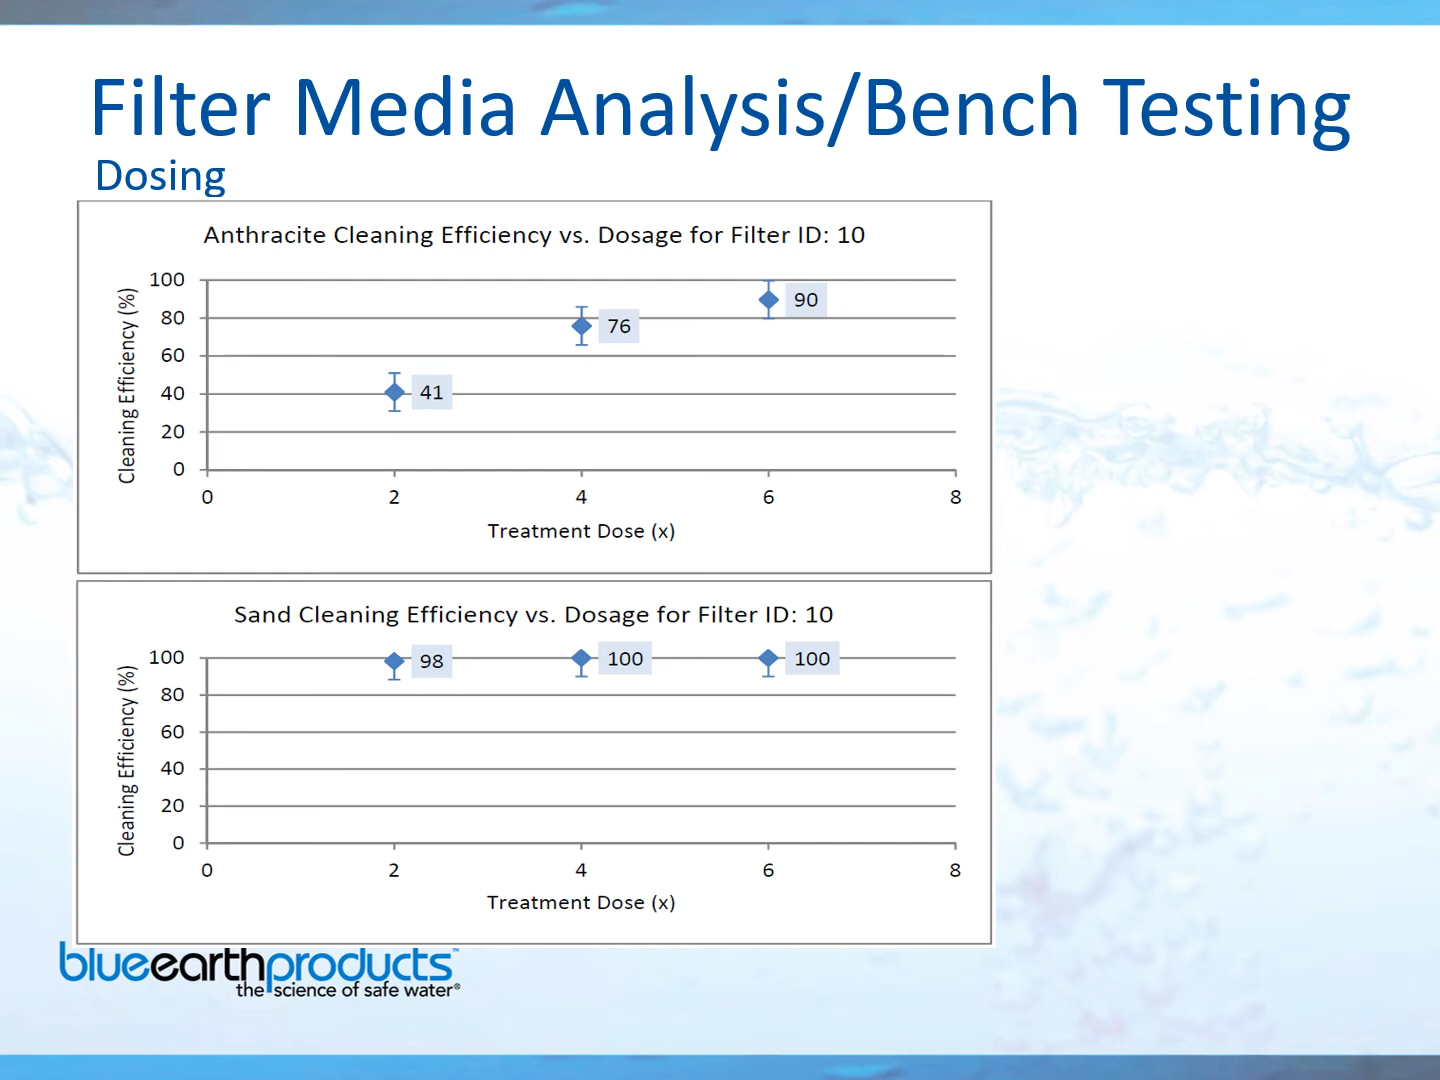 Filter Media Analysis/Bench Testing
Dosing
Anthracite Cleaning Efficiency vs. Dosage for Filter ID: 10
Cleaning Efficiency (%)
100
80
60
40
20
0
90
76
41
0 2 4 6 8
Treatment Dose (x)
Sand Cleaning Efficiency vs. Dosage for Filter ID: 10
Cleaning Efficiency (%)
100
80
60
40
20
0
98 100 100
0 2 4 6 8
Treatment Dose (x)
blueearthproducts™
the science of safe water®